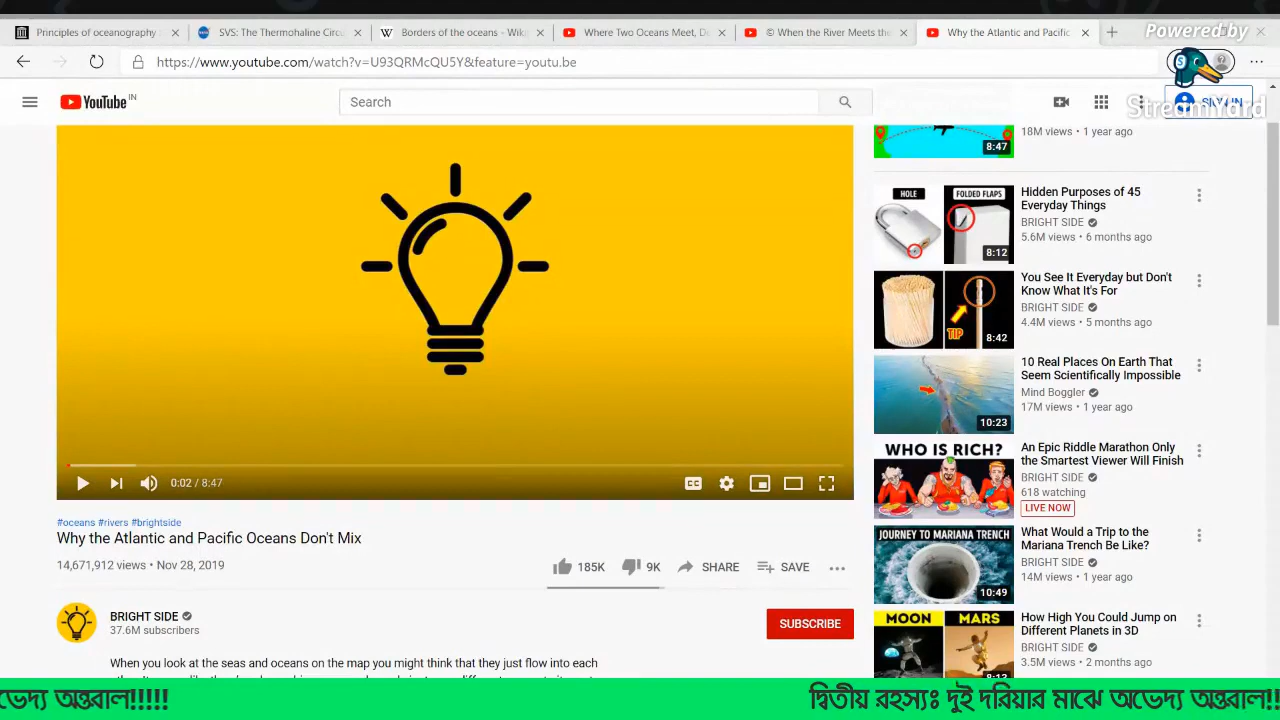 Principles of oceanography
SVS: The Thermohaline Circu
Borders of the oceans - Wiki
Where Two Oceans Meet, D
© When the River Meets the
Why the Atlantic and Pacific
Powered by
https://www.youtube.com/watch?v=U93QRMcQU5Y&feature=youtu.be
YouTube IN
Search
SIGN IN
StreamYard
18M views • 1 year ago
8:47
HOLE
FOLDED FLAPS
8:12
Hidden Purposes of 45
Everyday Things
BRIGHT SIDE
5.6M views • 6 months ago
TIP
8:42
You See It Everyday but Don't
Know What It's For
BRIGHT SIDE
4.4M views • 5 months ago
10:23
10 Real Places On Earth That
Seem Scientifically Impossible
Mind Boggler
17M views • 1 year ago
WHO IS RICH?
An Epic Riddle Marathon Only
the Smartest Viewer Will Finish
BRIGHT SIDE
618 watching
LIVE NOW
JOURNEY TO MARIANA TRENCH
10:49
What Would a Trip to the
Mariana Trench Be Like?
BRIGHT SIDE
14M views • 1 year ago
MOON
MARS
8:13
How High You Could Jump on
Different Planets in 3D
BRIGHT SIDE
3.5M views • 2 months ago
0:02 / 8:47
CC
#oceans #rivers #brightside
Why the Atlantic and Pacific Oceans Don't Mix
14,671,912 views • Nov 28, 2019
185K
9K
SHARE
SAVE
BRIGHT SIDE
37.6M subscribers
SUBSCRIBE
When you look at the seas and oceans on the map you might think that they just flow into each
ভেদ্য অন্তরাল!!!!!
দ্বিতীয় রহস্যঃ দুই দরিয়ার মাঝে অভেদ্য অন্তরাল!!